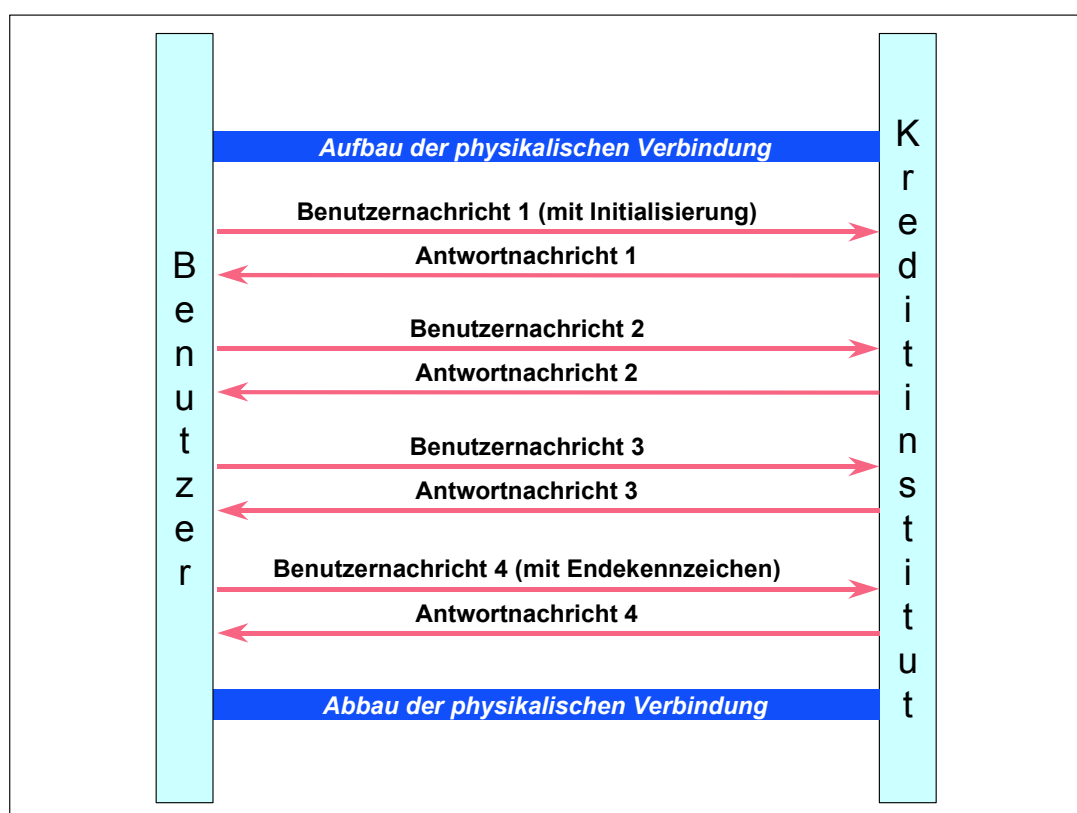 Benutzer
Kreditinstitut
Aufbau der physikalischen Verbindung
Benutzernachricht 1 (mit Initialisierung)
Antwortnachricht 1
Benutzernachricht 2
Antwortnachricht 2
Benutzernachricht 3
Antwortnachricht 3
Benutzernachricht 4 (mit Endekennzeichen)
Antwortnachricht 4
Abbau der physikalischen Verbindung